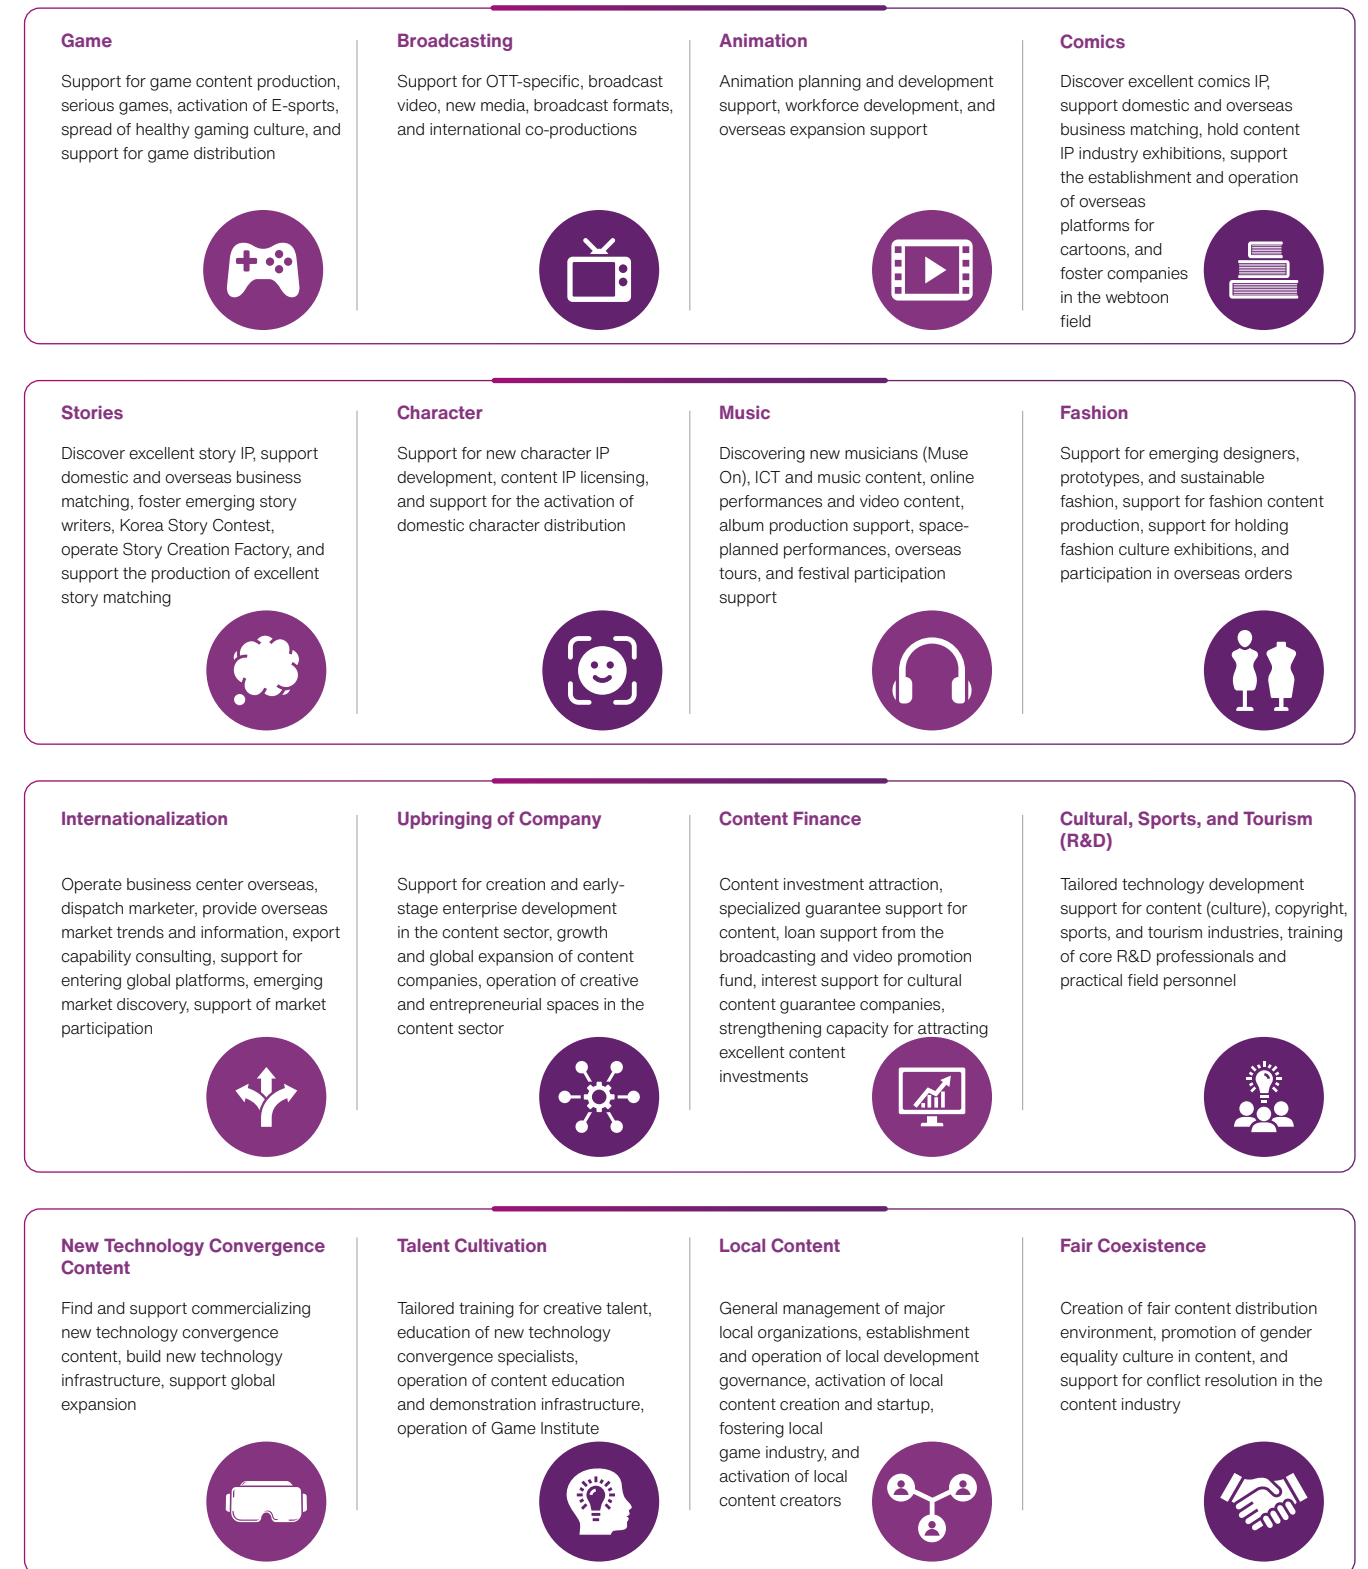 Game
Support for game content production,
serious games, activation of E-sports,
spread of healthy gaming culture, and
support for game distribution
Broadcasting
Support for OTT-specific, broadcast
video, new media, broadcast formats,
and international co-productions
Animation
Animation planning and development
support, workforce development, and
overseas expansion support
Comics
Discover excellent comics IP,
support domestic and overseas
business matching, hold content
IP industry exhibitions, support
the establishment and operation
of overseas
platforms for
cartoons, and
foster companies
in the webtoon
field
Stories
Discover excellent story IP, support
domestic and overseas business
matching, foster emerging story
writers, Korea Story Contest,
operate Story Creation Factory, and
support the production of excellent
story matching
Character
Support for new character IP
development, content IP licensing,
and support for the activation of
domestic character distribution
Music
Discovering new musicians (Muse
On), ICT and music content, online
performances and video content,
album production support, space-
planned performances, overseas
tours, and festival participation
support
Fashion
Support for emerging designers,
prototypes, and sustainable
fashion, support for fashion content
production, support for holding
fashion culture exhibitions, and
participation in overseas orders
Internationalization
Operate business center overseas,
dispatch marketer, provide overseas
market trends and information, export
capability consulting, support for
entering global platforms, emerging
market discovery, support of market
participation
Upbringing of Company
Support for creation and early-
stage enterprise development
in the content sector, growth
and global expansion of content
companies, operation of creative
and entrepreneurial spaces in the
content sector
Content Finance
Content investment attraction,
specialized guarantee support for
content, loan support from the
broadcasting and video promotion
fund, interest support for cultural
content guarantee companies,
strengthening capacity for attracting
excellent content
investments
Cultural, Sports, and Tourism
(R&D)
Tailored technology development
support for content (culture), copyright,
sports, and tourism industries, training
of core R&D professionals and
practical field personnel
New Technology Convergence
Content
Find and support commercializing
new technology convergence
content, build new technology
infrastructure, support global
expansion
Talent Cultivation
Tailored training for creative talent,
education of new technology
convergence specialists,
operation of content education
and demonstration infrastructure,
operation of Game Institute
Local Content
General management of major
local organizations, establishment
and operation of local development
governance, activation of local
content creation and startup,
fostering local
game industry, and
activation of local
content creators
Fair Coexistence
Creation of fair content distribution
environment, promotion of gender
equality culture in content, and
support for conflict resolution in the
content industry